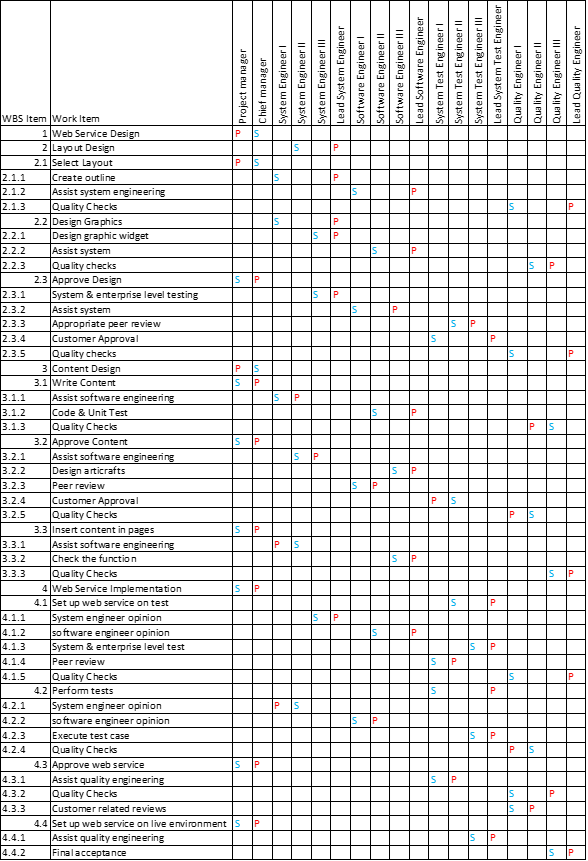 WBS Item Work Item Project manager Chief manager System Engineer I System Engineer II System Engineer III Lead System Engineer Software Engineer I Software Engineer II Software Engineer III Lead Software Engineer System Test Engineer I System Test Engineer II System Test Engineer III Lead System Test Engineer Quality Engineer I Quality Engineer II Quality Engineer III Lead Quality Engineer
1 Web Service Design P S
2 Layout Design S P
2.1 Select Layout P S
2.1.1 Create outline S P
2.1.2 Assist system engineering S P
2.1.3 Quality Checks S P
2.2 Design Graphics S P
2.2.1 Design graphic widget S P
2.2.2 Assist system S P
2.2.3 Quality checks S P
2.3 Approve Design S P
2.3.1 System & enterprise level testing S P
2.3.2 Assist system S P
2.3.3 Appropriate peer review S P
2.3.4 Customer Approval S P
2.3.5 Quality checks S P
3 Content Design P S
3.1 Write Content S P
3.1.1 Assist software engineering S P
3.1.2 Code & Unit Test S P
3.1.3 Quality Checks P S
3.2 Approve Content S P
3.2.1 Assist software engineering S P
3.2.2 Design articrafts S P
3.2.3 Peer review S P
3.2.4 Customer Approval P S
3.2.5 Quality Checks P S
3.3 Insert content in pages S P
3.3.1 Assist software engineering P S
3.3.2 Check the function S P
3.3.3 Quality Checks S P
4 Web Service Implementation S P
4.1 Set up web service on test S P
4.1.1 System engineer opinion S P
4.1.2 software engineer opinion S P
4.1.3 System & enterprise level test S P
4.1.4 Peer review S P
4.1.5 Quality Checks S P
4.2 Perform tests S P
4.2.1 System engineer opinion P S
4.2.2 software engineer opinion S P
4.2.3 Execute test case S P
4.2.4 Quality Checks P S
4.3 Approve web service S P
4.3.1 Assist quality engineering S P
4.3.2 Quality Checks S P
4.3.3 Customer related reviews S P
4.4 Set up web service on live environment S P
4.4.1 Assist quality engineering S P
4.4.2 Final acceptance S P